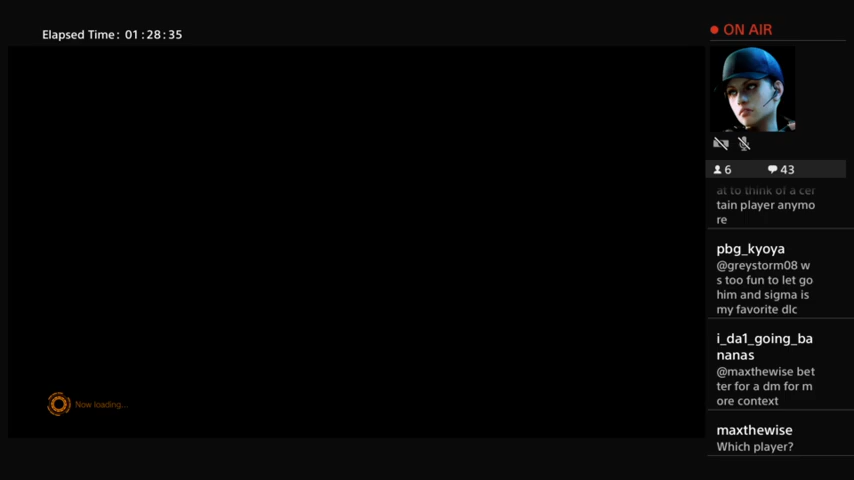 Elapsed Time: 01:28:35
ON AIR
6 43
at to think of a cer
tain player anymo
re
pbg_kyoya
@greystorm08 w
s too fun to let go
him and sigma is
my favorite dlc
i_da1_going_ba
nanas
@maxthewise bet
ter for a dm for m
ore context
maxthewise
Which player?
Now loading...